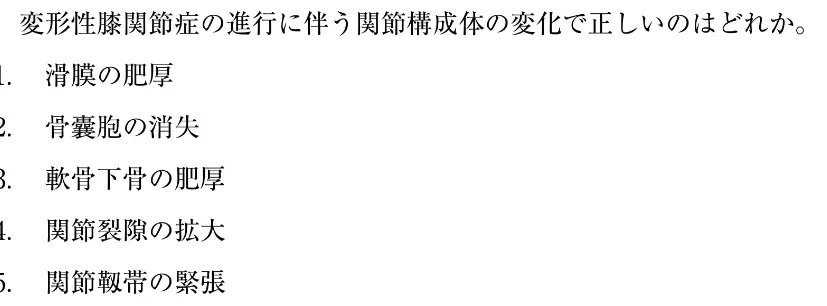 変形性膝関節症の進行に伴う関節構成体の変化で正しいのはどれか。
1. 滑膜の肥厚
2. 骨嚢胞の消失
3. 軟骨下骨の肥厚
4. 関節裂隙の拡大
5. 関節靱帯の緊張